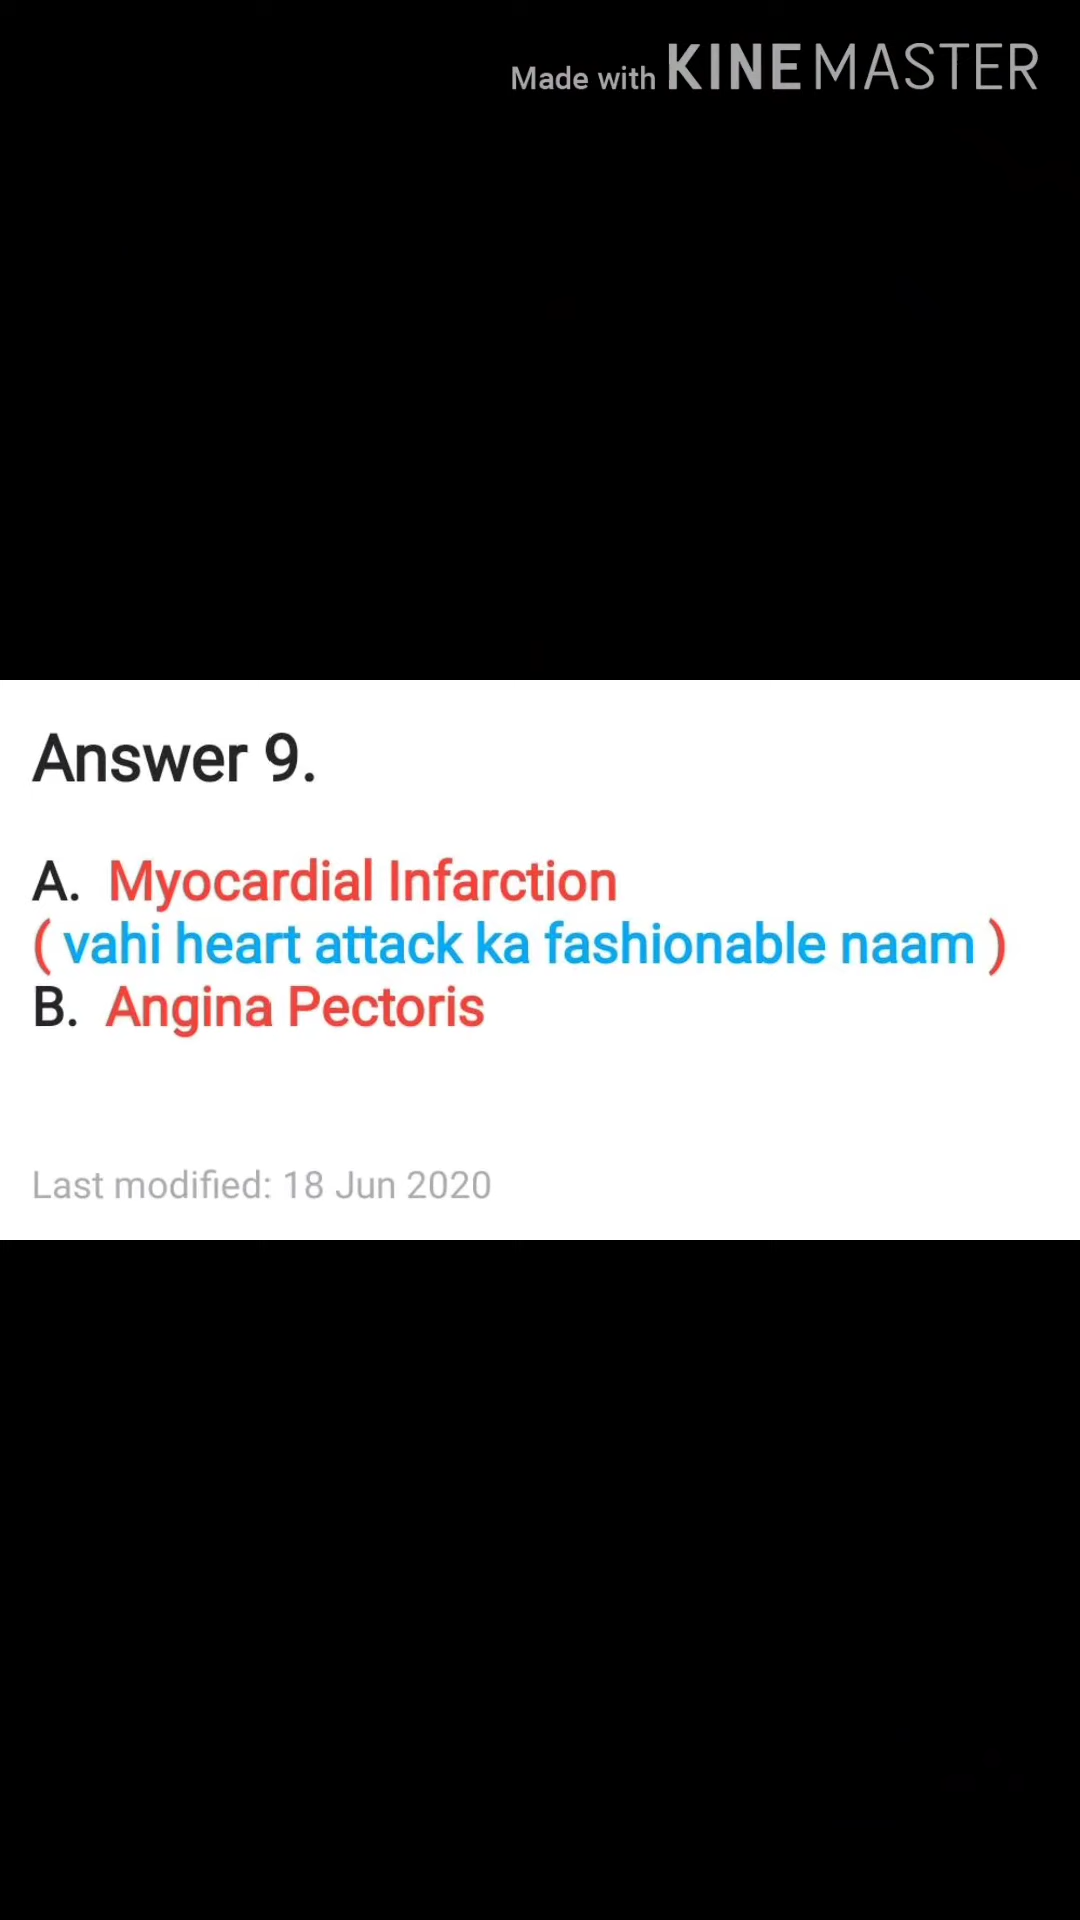 Made with KINEMASTER
Answer 9.
A. Myocardial Infarction
( vahi heart attack ka fashionable naam )
B. Angina Pectoris
Last modified: 18 Jun 2020